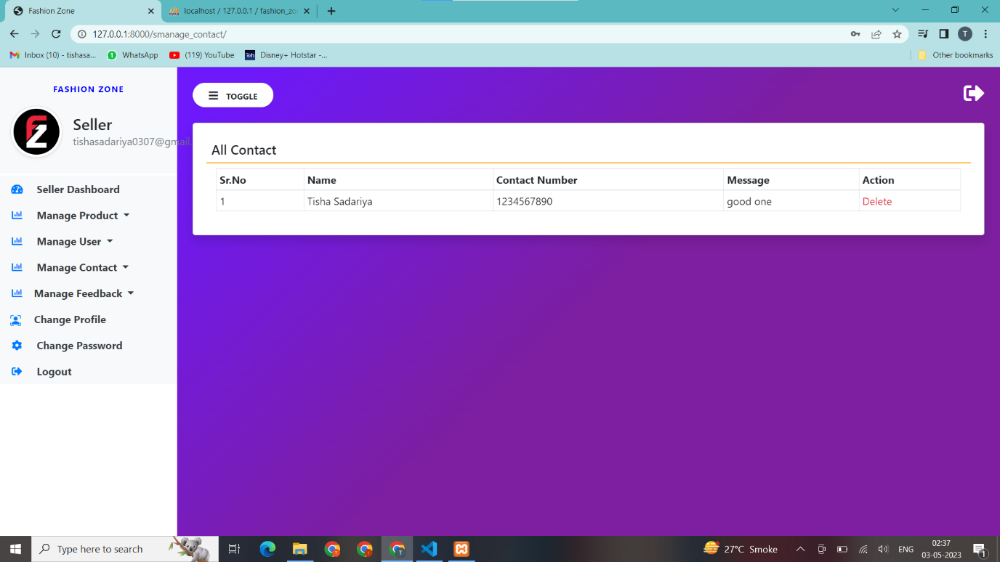 Fashion Zone
localhost / 127.0.0.1 / fashion_zo
127.0.0.1:8000/smanage_contact/
T
Inbox (10) - tishasa...
WhatsApp
(119) YouTube
Disney+ Hotstar -...
Other bookmarks
FASHION ZONE
FZ
Seller
tishasadariya0307@gmail.
Seller Dashboard
Manage Product
Manage User
Manage Contact
Manage Feedback
Change Profile
Change Password
Logout
TOGGLE
All Contact
Sr.No Name Contact Number Message Action
1 Tisha Sadariya 1234567890 good one Delete
Type here to search
27°C Smoke
ENG
02:37
03-05-2023
1